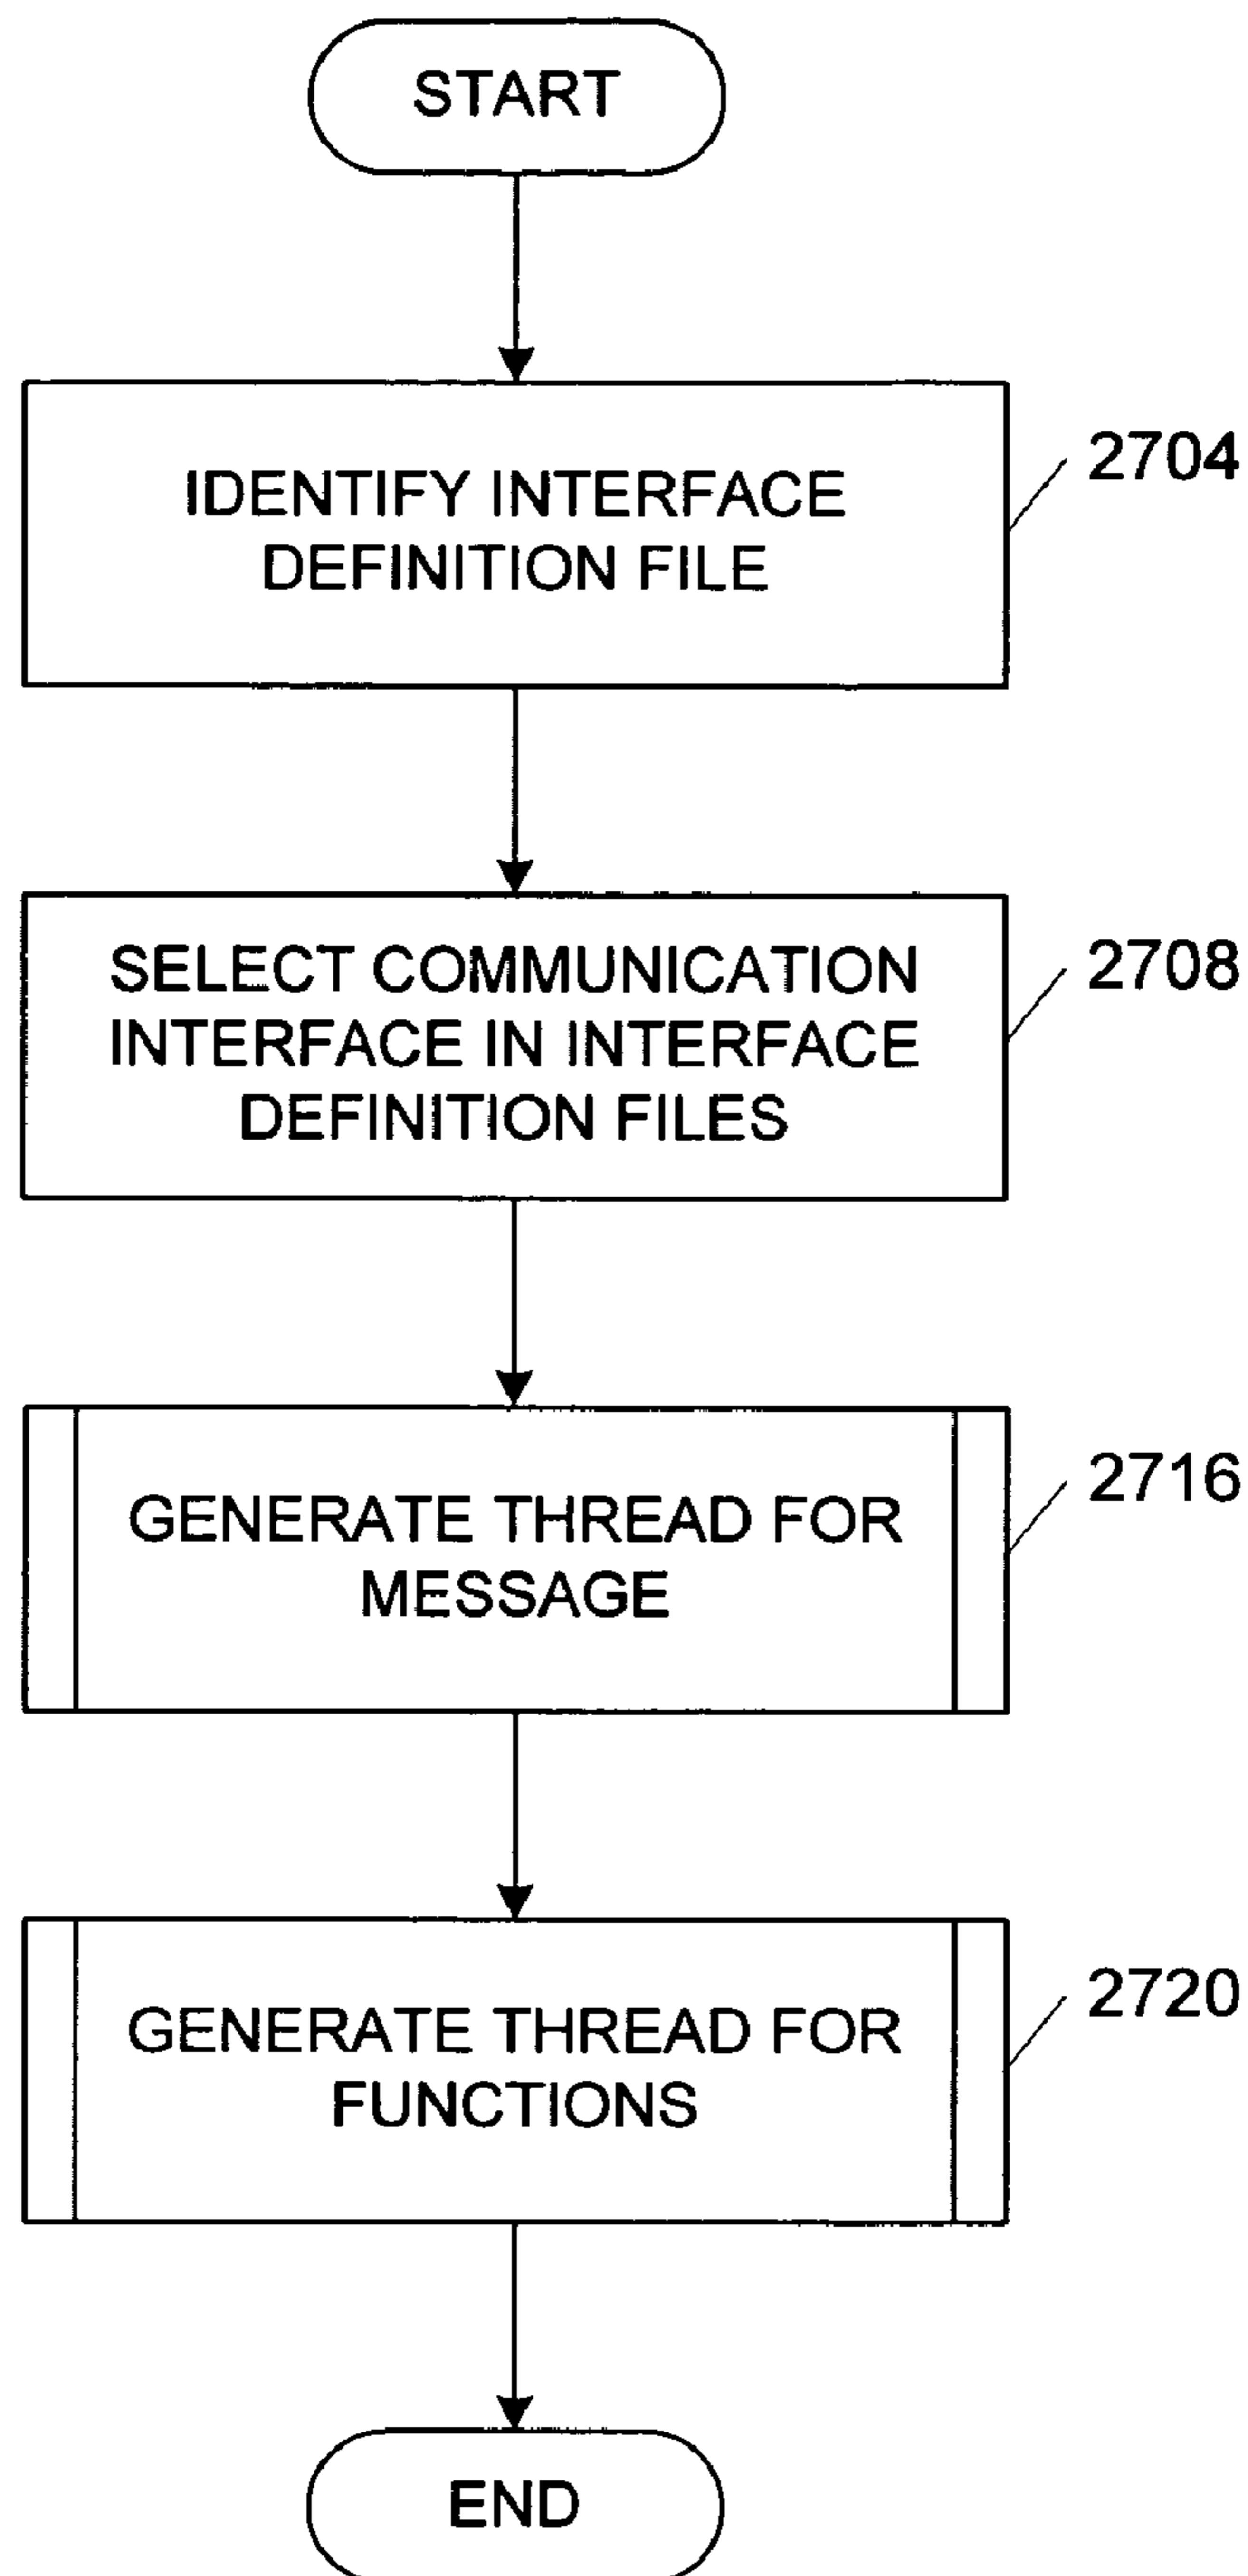 START
IDENTIFY INTERFACE
DEFINITION FILE
2704
SELECT COMMUNICATION
INTERFACE IN INTERFACE
DEFINITION FILES
2708
GENERATE THREAD FOR
MESSAGE
2716
GENERATE THREAD FOR
FUNCTIONS
2720
END